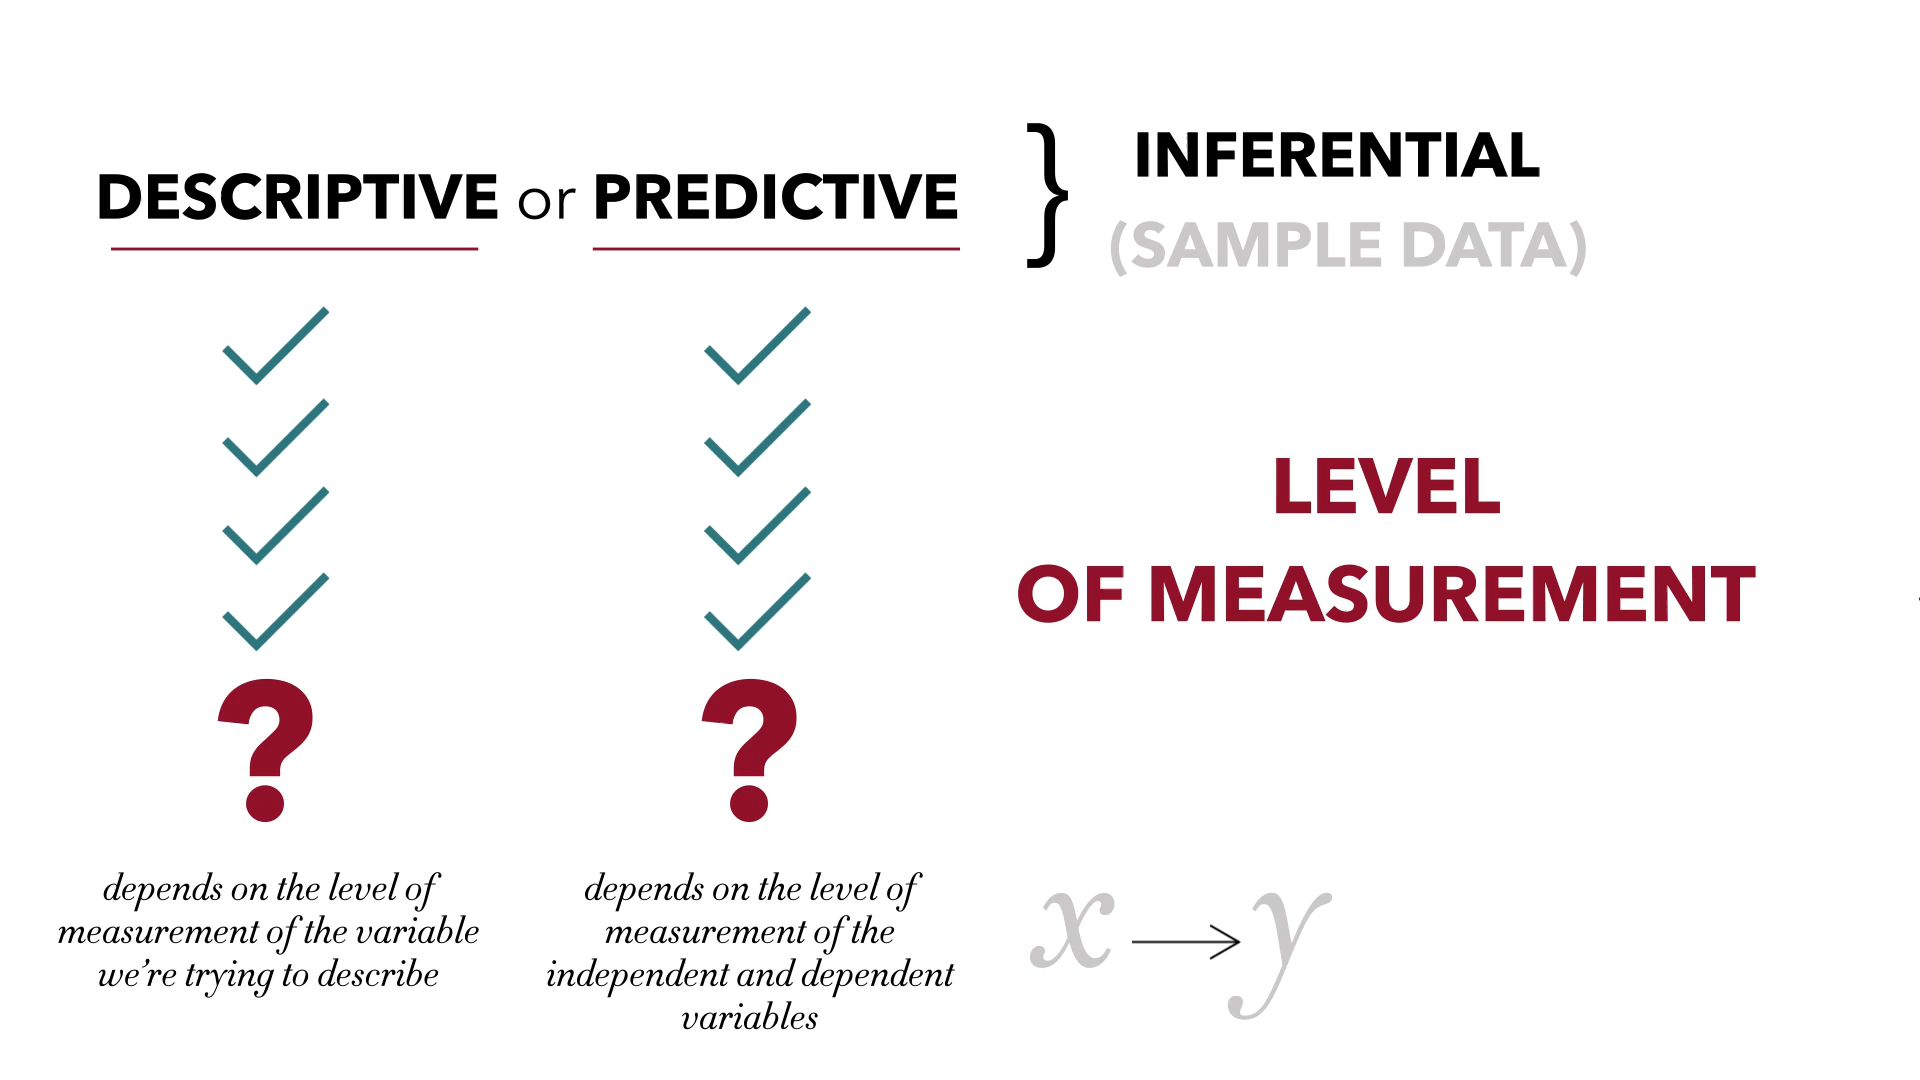 DESCRIPTIVE or PREDICTIVE
} INFERENTIAL
(SAMPLE DATA)
LEVEL
OF MEASUREMENT
?
?
depends on the level of
measurement of the variable
we’re trying to describe
depends on the level of
measurement of the
independent and dependent
variables
x → y